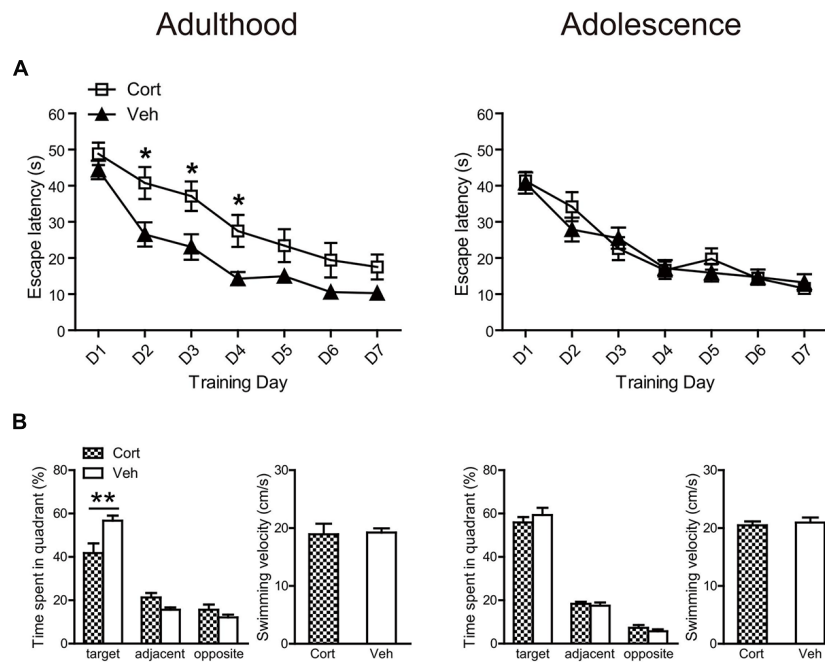 Adulthood
Adolescence
A
Cort
Veh
Escape latency (s)
60
50
40
30
20
10
0
* * *
D1 D2 D3 D4 D5 D6 D7
Training Day
Escape latency (s)
60
50
40
30
20
10
0
D1 D2 D3 D4 D5 D6 D7
Training Day
B
Cort
Veh
Time spent in quadrant (%)
80
60
40
20
0
**
target adjacent opposite
Swimming velocity (cm/s)
30
20
10
0
Cort Veh
Time spent in quadrant (%)
80
60
40
20
0
target adjacent opposite
Swimming velocity (cm/s)
30
20
10
0
Cort Veh